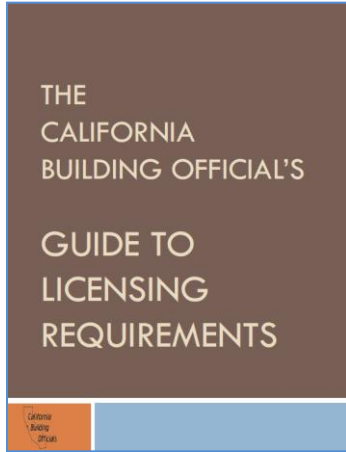 THE
CALIFORNIA
BUILDING OFFICIAL'S
GUIDE TO
LICENSING
REQUIREMENTS
California
Building
Officials